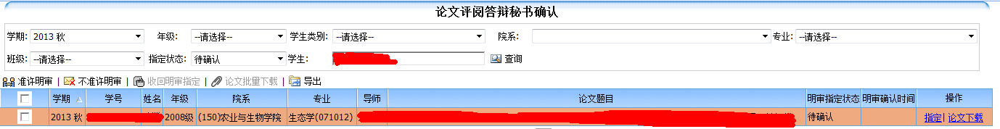 论文评阅答辩秘书确认
学期: 2013 秋 年级: --请选择-- 学生类别: --请选择-- 院系: 专业: --请选择--
班级: --请选择-- 指定状态: 待确认 学生: 查询
准许明审 | 不准许明审 | 收回明审指定 | 论文批量下载 | 导出
学期 学号 姓名 年级 院系 专业 导师 论文题目 明审指定状态 明审确认时间 操作
2013 秋 2008级 (150)农业与生物学院 生态学(071012) 待确认 指定| 论文下载